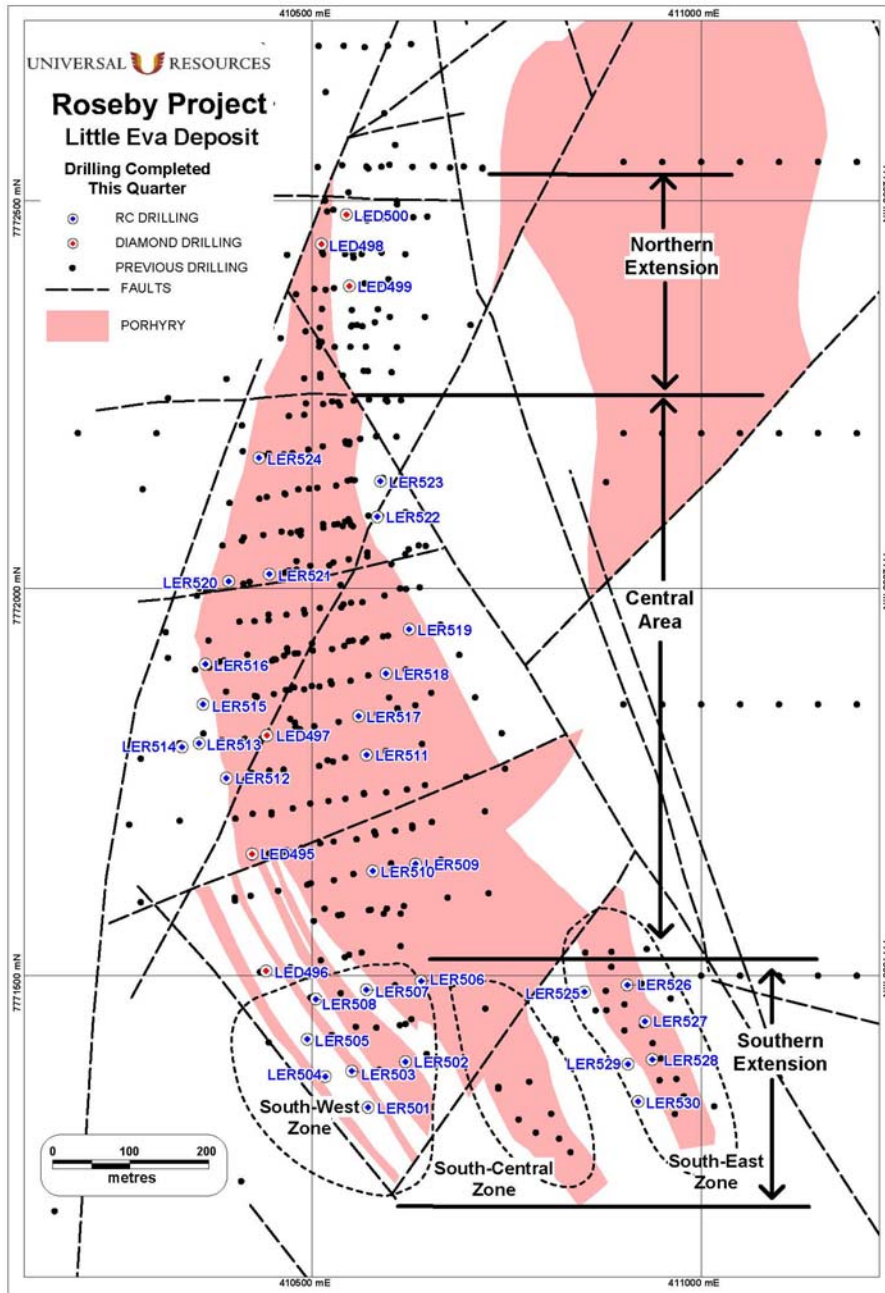 410500 mE
411000 mE
UNIVERSAL RESOURCES
Roseby Project
Little Eva Deposit
Drilling Completed
This Quarter
RC DRILLING
DIAMOND DRILLING
PREVIOUS DRILLING
FAULTS
PORHYRY
7772500 mN
LED500
LED498
LED499
Northern
Extension
LER524
LER523
LER522
LER520
LER521
7772000 mN
Central
Area
LER519
LER516
LER518
LER515
LER517
LER514
LER513
LED497
LER511
LER512
LED495
LER509
LER510
7771500 mN
LED496
LER506
LER507
LER508
LER525
LER526
LER527
LER505
Southern
Extension
LER502
LER503
LER504
LER529
LER528
LER501
South-West
Zone
LER530
South-Central
Zone
South-East
Zone
0 100 200
metres
410500 mE
411000 mE